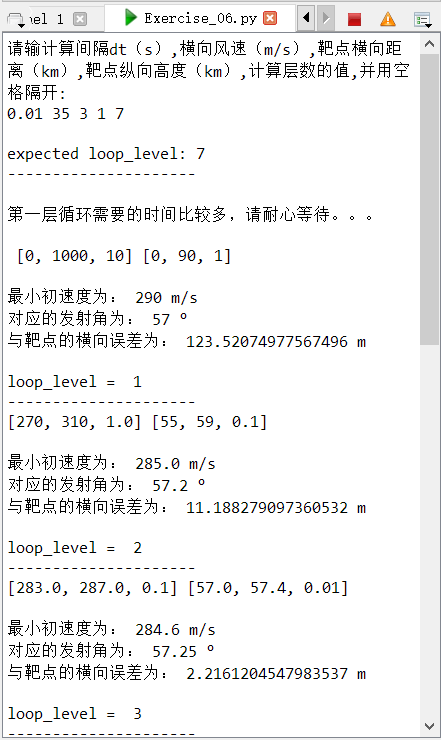 nel 1
Exercise_06.py
请输计算间隔dt（s）,横向风速（m/s）,靶点横向距
离（km）,靶点纵向高度（km）,计算层数的值,并用空
格隔开:
0.01 35 3 1 7
expected loop_level: 7
---------------------
第一层循环需要的时间比较多，请耐心等待。。。
[0, 1000, 10] [0, 90, 1]
最小初速度为： 290 m/s
对应的发射角为： 57 º
与靶点的横向误差为： 123.52074977567496 m
loop_level =  1
---------------------
[270, 310, 1.0] [55, 59, 0.1]
最小初速度为： 285.0 m/s
对应的发射角为： 57.2 º
与靶点的横向误差为： 11.188279097360532 m
loop_level =  2
---------------------
[283.0, 287.0, 0.1] [57.0, 57.4, 0.01]
最小初速度为： 284.6 m/s
对应的发射角为： 57.25 º
与靶点的横向误差为： 2.2161204547983537 m
loop_level =  3
---------------------